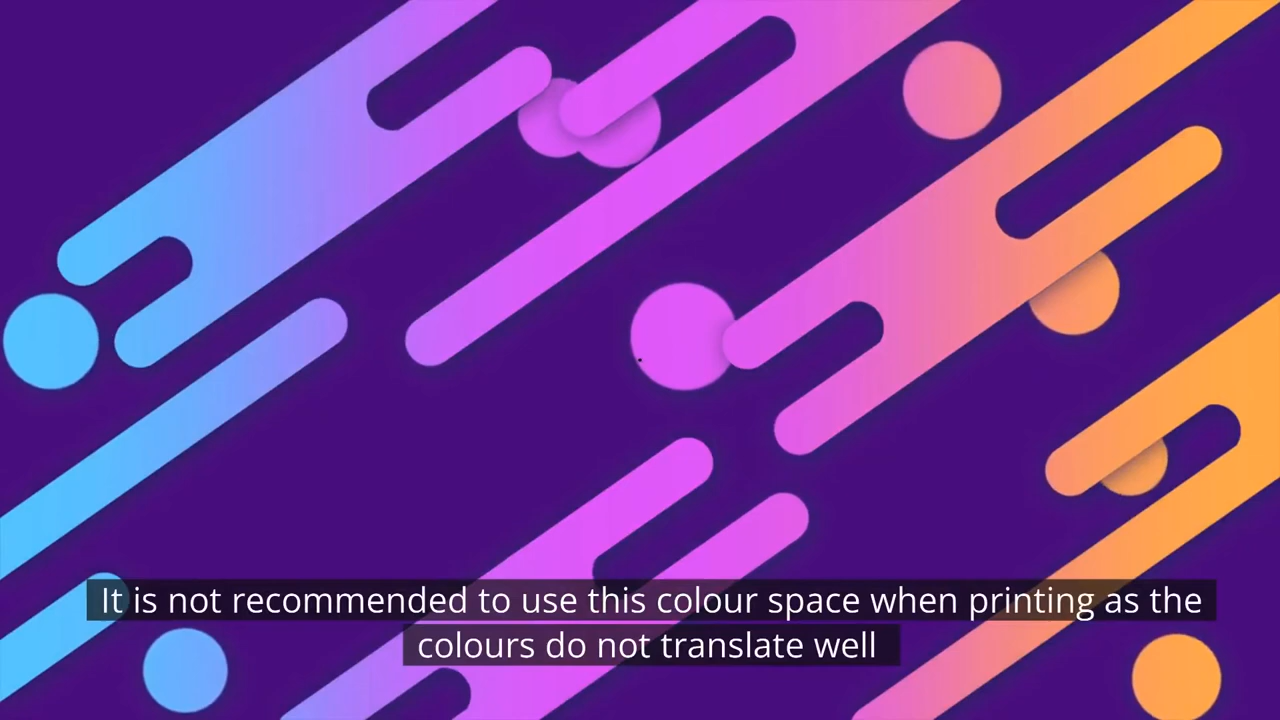 It is not recommended to use this colour space when printing as the
colours do not translate well